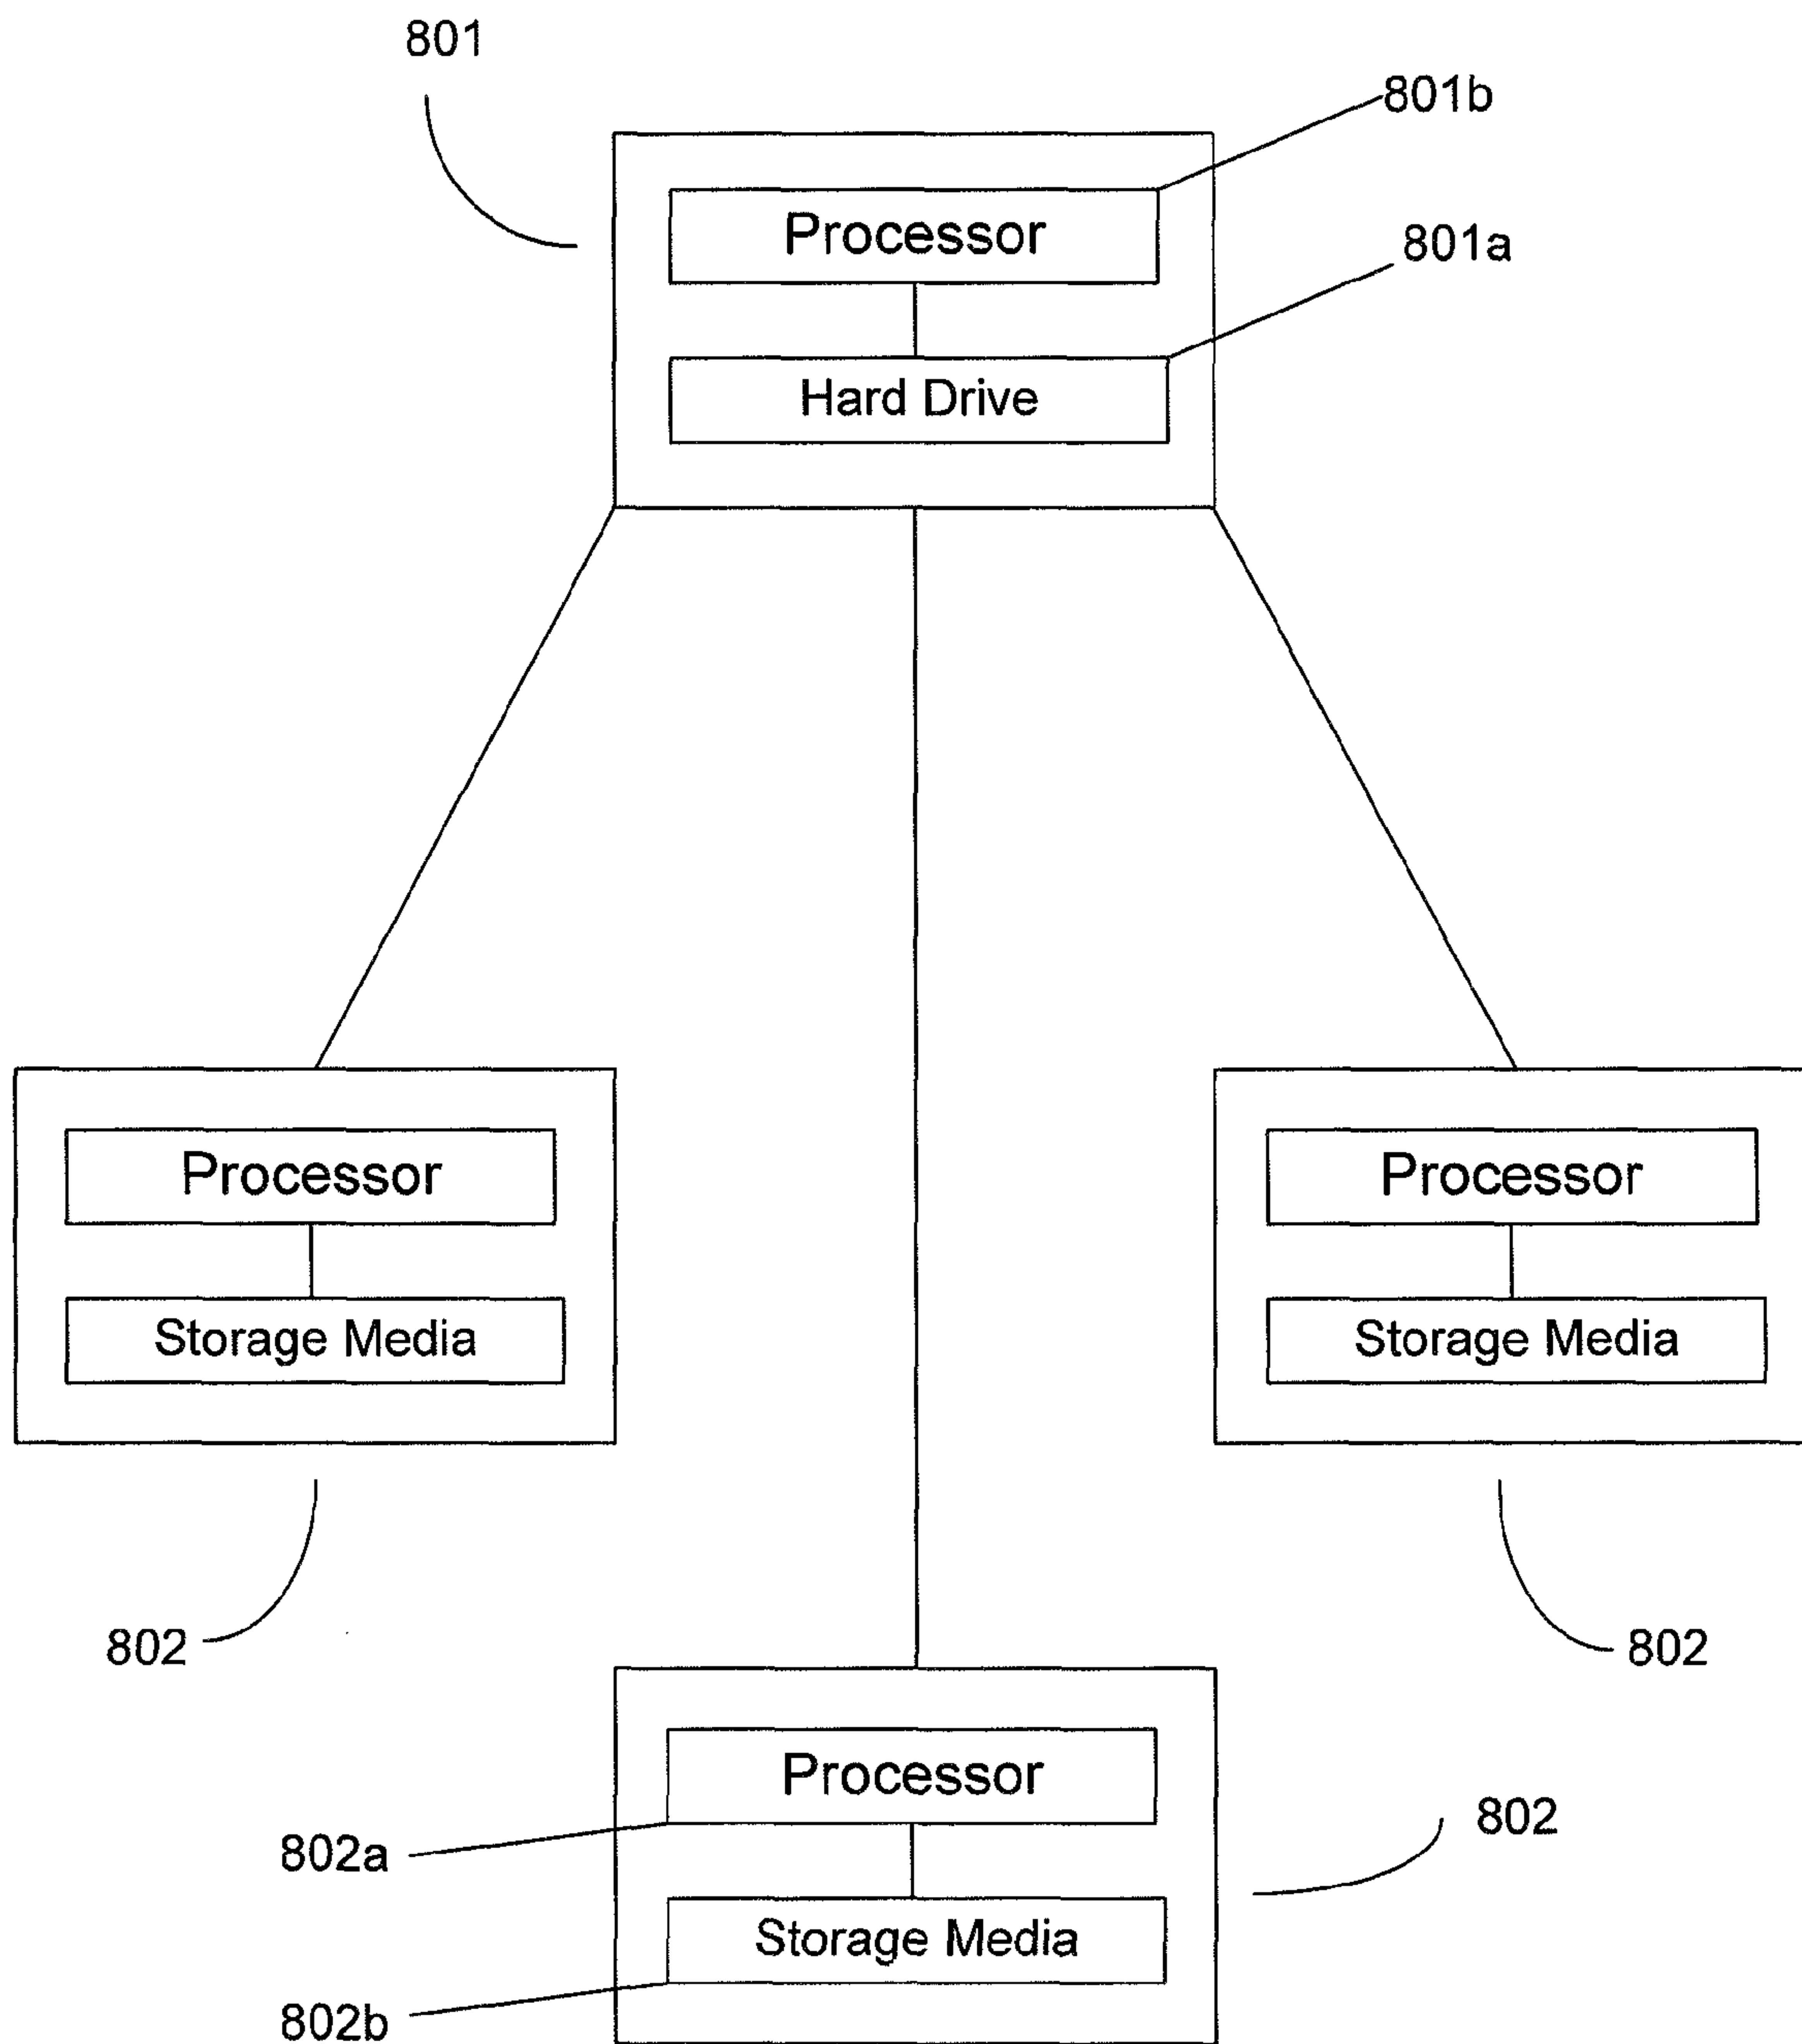 801
801b
Processor
801a
Hard Drive
Processor
Processor
Storage Media
Storage Media
802
802
Processor
802
802a
Storage Media
802b